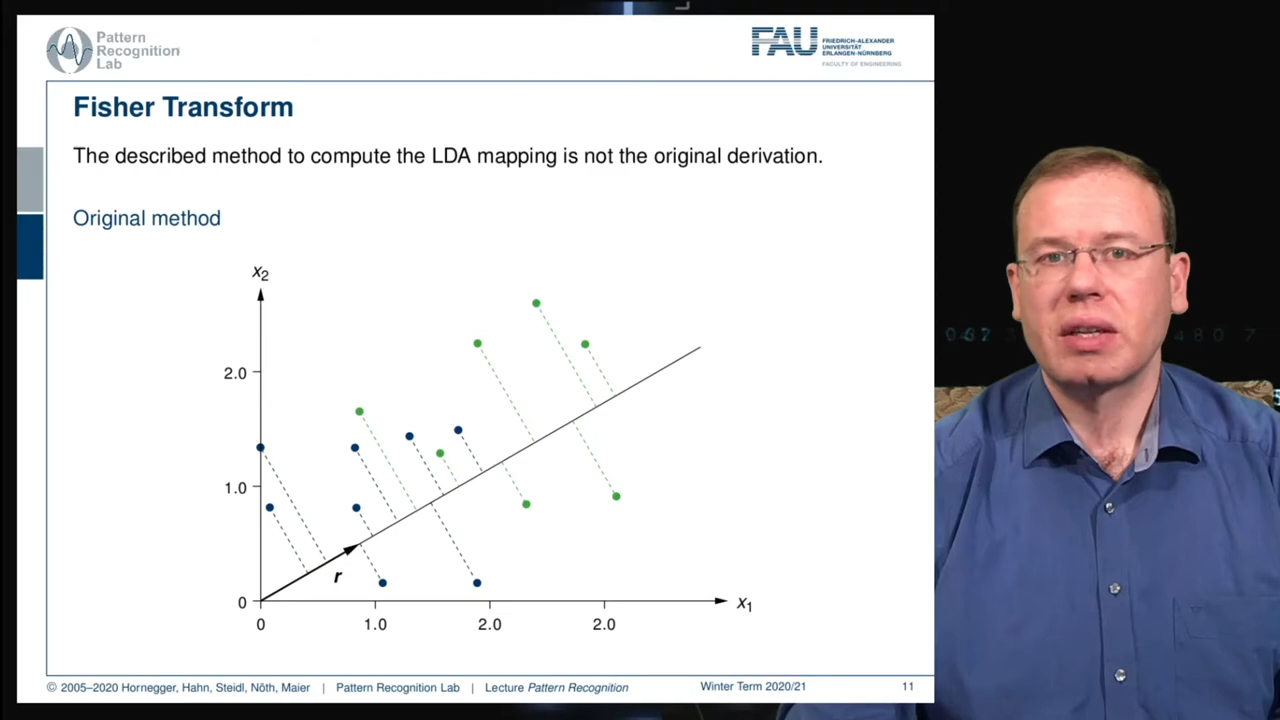 Pattern
Recognition
Lab
FAU
FRIEDRICH-ALEXANDER
UNIVERSITÄT
ERLANGEN-NÜRNBERG
FACULTY OF ENGINEERING
Fisher Transform
The described method to compute the LDA mapping is not the original derivation.
Original method
x2
2.0
1.0
0
r
x1
0 1.0 2.0 2.0
© 2005–2020 Hornegger, Hahn, Steidl, Nöth, Maier | Pattern Recognition Lab | Lecture Pattern Recognition Winter Term 2020/21 11